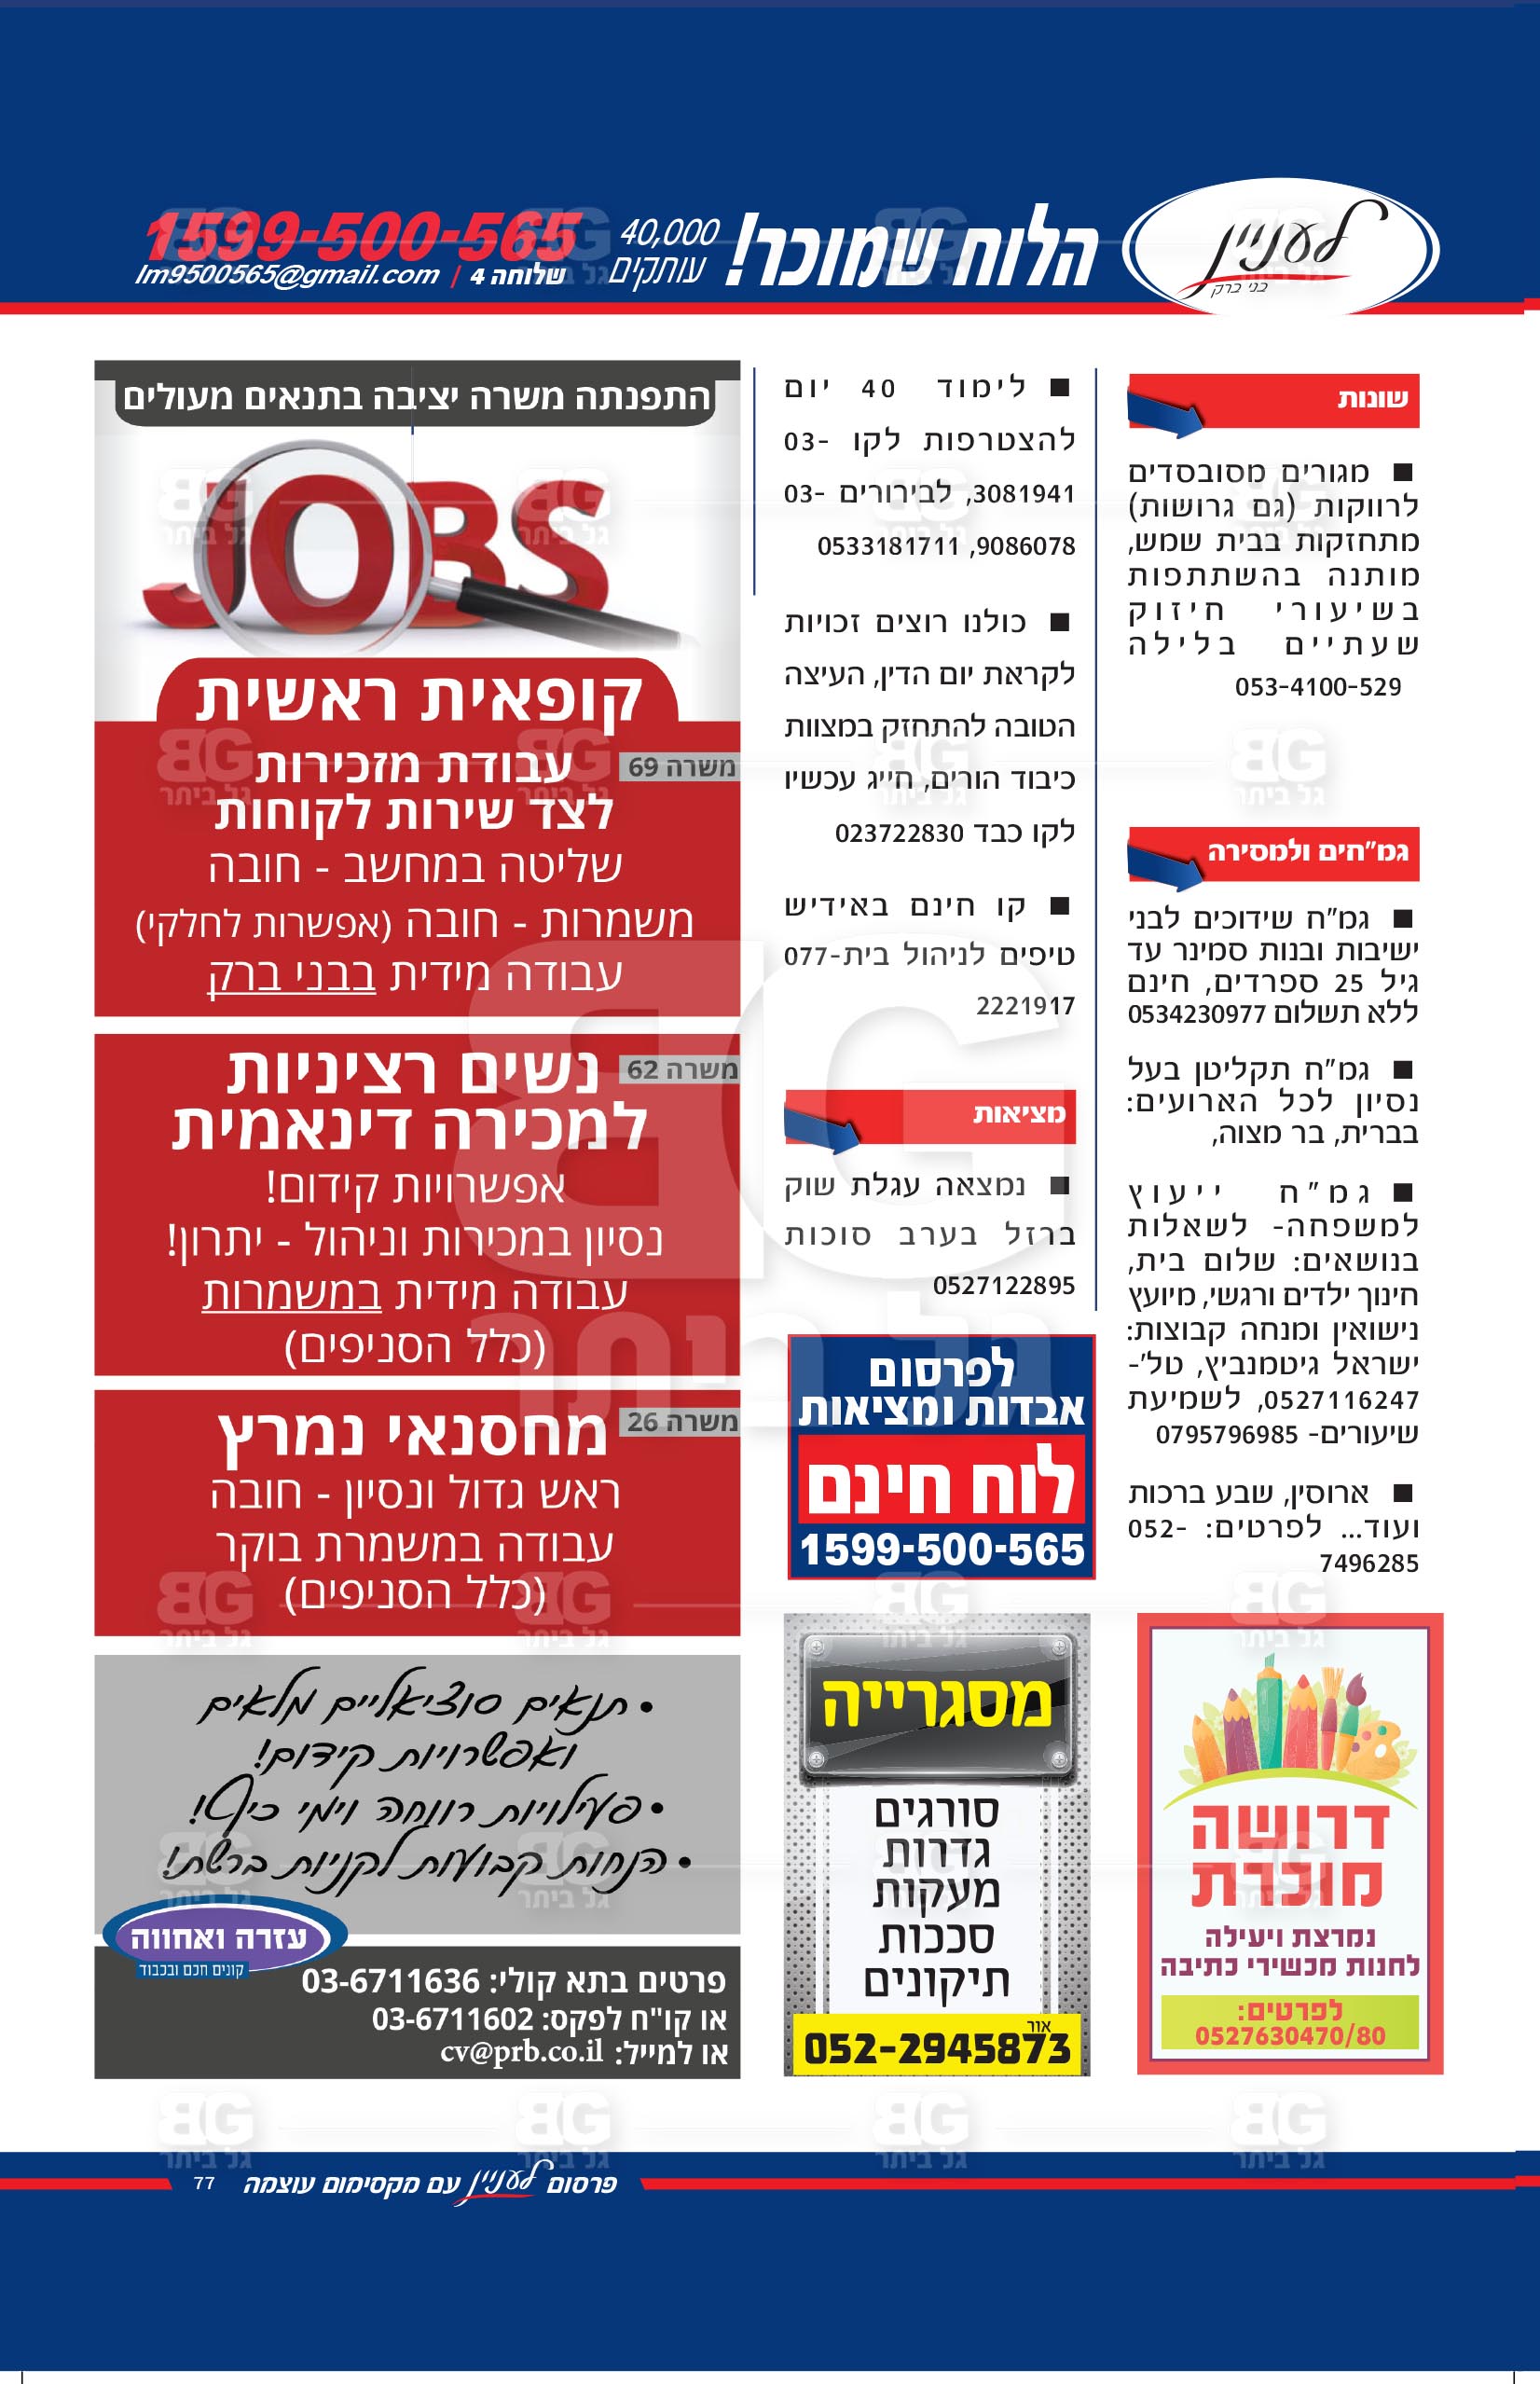 לעניין
בני ברק
הלוח שמוכר!
40,000
עותקים
1599-500-565
שלוחה 4 / lm9500565@gmail.com
שונות
■ מגורים מסובסדים
לרווקות (גם גרושות)
מתחזקות בבית שמש,
מותנה בהשתתפות
בשיעורי חיזוק
שעתיים בלילה
053-4100-529
גמ"חים ולמסירה
■ גמ"ח שידוכים לבני
ישיבות ובנות סמינר עד
גיל 25 ספרדים, חינם
ללא תשלום 0534230977
■ גמ"ח תקליטן בעל
נסיון לכל הארועים:
בברית, בר מצוה,
■ גמ"ח ייעוץ
למשפחה- לשאלות
בנושאים: שלום בית,
חינוך ילדים ורגשי, מיועץ
נישואין ומנחה קבוצות:
ישראל גיטמנביץ, טל'-
0527116247, לשמיעת
שיעורים- 0795796985
■ ארוסין, שבע ברכות
ועוד... לפרטים: 052-
7496285
דרושה
מוכרת
נמרצת ויעילה
לחנות מכשירי כתיבה
לפרטים:
0527630470/80
■ לימוד 40 יום
להצטרפות לקו 03-
3081941, לבירורים 03-
9086078, 0533181711
■ כולנו רוצים זכויות
לקראת יום הדין, העיצה
הטובה להתחזק במצוות
כיבוד הורים, חייג עכשיו
לקו כבד 023722830
■ קו חינם באידיש
טיפים לניהול בית-077
2221917
מציאות
■ נמצאה עגלת שוק
ברזל בערב סוכות
0527122895
לפרסום
אבדות ומציאות
לוח חינם
1599-500-565
מסגרייה
סורגים
גדרות
מעקות
סככות
תיקונים
אור
052-2945873
התפנתה משרה יציבה בתנאים מעולים
JOBS
קופאית ראשית
משרה 69
עבודת מזכירות
לצד שירות לקוחות
שליטה במחשב - חובה
משמרות - חובה (אפשרות לחלקי)
עבודה מידית בבני ברק
משרה 62
נשים רציניות
למכירה דינאמית
אפשרויות קידום!
נסיון במכירות וניהול - יתרון!
עבודה מידית במשמרות
(כלל הסניפים)
משרה 26
מחסנאי נמרץ
ראש גדול ונסיון - חובה
עבודה במשמרת בוקר
(כלל הסניפים)
• תנאים סוציאליים מלאים
ואפשרויות קידום!
• פעילויות רווחה וימי כיף!
• הנחות קבועות לקניות ברשת!
עזרה ואחווה
קונים חכם ובכבוד
פרטים בתא קולי: 03-6711636
או קו"ח לפקס: 03-6711602
או למייל: cv@prb.co.il
פרסום לעניין עם מקסימום עוצמה 77
BG
גל ביתר